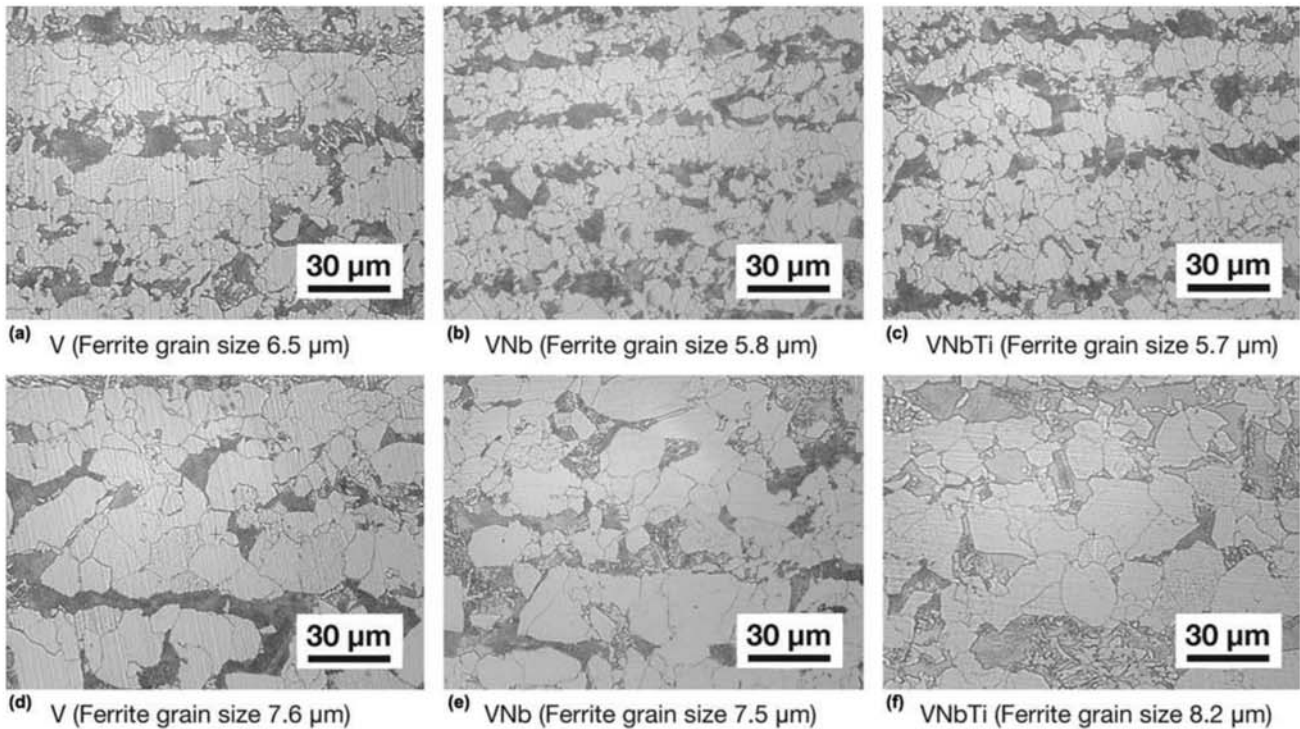 30 µm
30 µm
30 µm
(a) V (Ferrite grain size 6.5 µm)
(b) VNb (Ferrite grain size 5.8 µm)
(c) VNbTi (Ferrite grain size 5.7 µm)
30 µm
30 µm
30 µm
(d) V (Ferrite grain size 7.6 µm)
(e) VNb (Ferrite grain size 7.5 µm)
(f) VNbTi (Ferrite grain size 8.2 µm)